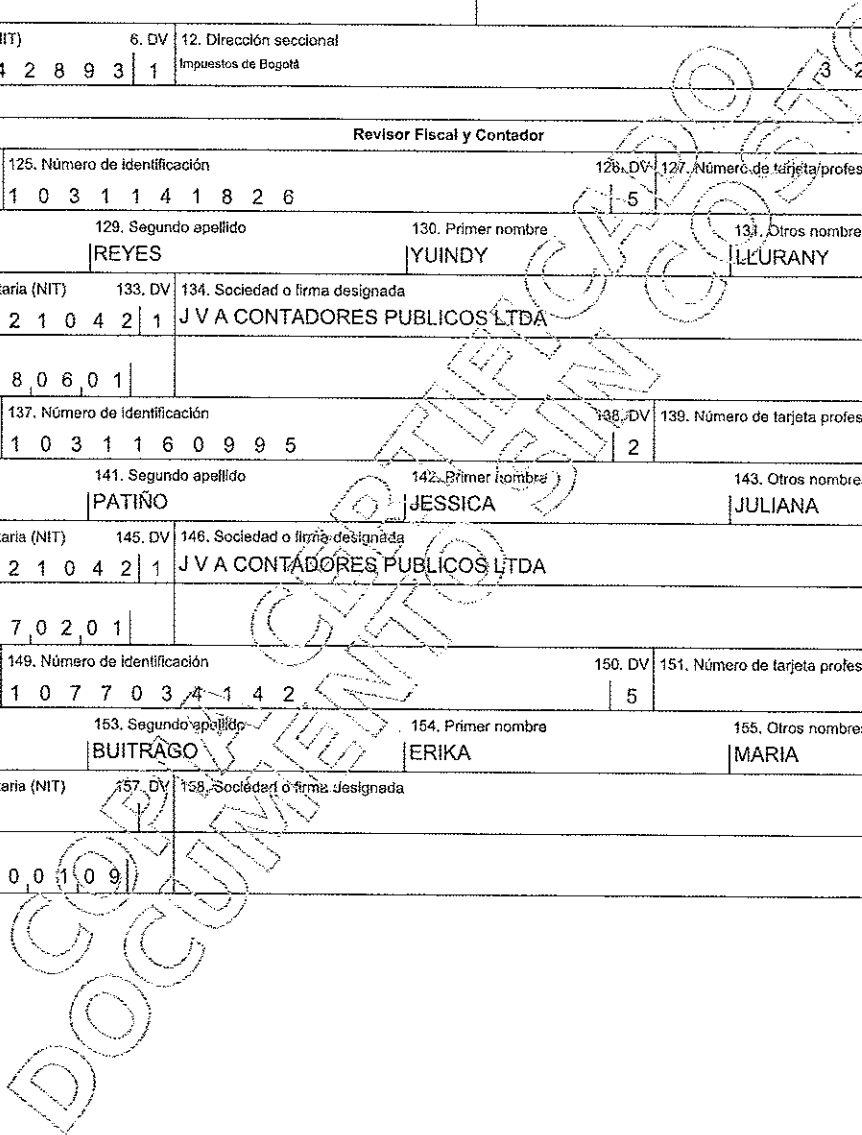 IIT) 6. DV 12. Dirección seccional
4 2 8 9 3 1 Impuestos de Bogotá 3 2
Revisor Fiscal y Contador
125. Número de identificación 126. DV 127. Número de tarjeta profes
1 0 3 1 1 4 1 8 2 6 5
129. Segundo apellido 130. Primer nombre 131. Otros nombre
REYES YUINDY LLURANY
taria (NIT) 133. DV 134. Sociedad o firma designada
2 1 0 4 2 1 J V A CONTADORES PUBLICOS LTDA
8 0 6 0 1
137. Número de identificación 138. DV 139. Número de tarjeta profes
1 0 3 1 1 6 0 9 9 5 2
141. Segundo apellido 142. Primer nombre 143. Otros nombre
PATIÑO JESSICA JULIANA
taria (NIT) 145. DV 146. Sociedad o firma designada
2 1 0 4 2 1 J V A CONTADORES PUBLICOS LTDA
7 0 2 0 1
149. Número de identificación 150. DV 151. Número de tarjeta profes
1 0 7 7 0 3 4 1 4 2 5
153. Segundo apellido 154. Primer nombre 155. Otros nombres
BUITRAGO ERIKA MARIA
taria (NIT) 157. DV 158. Sociedad o firma designada
0 0 1 0 9
COPIA CERTIFICADO
DOCUMENTO SIN COSTO